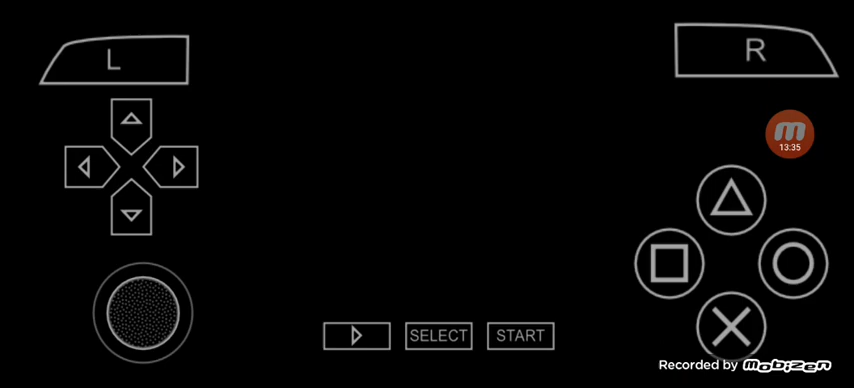 L
R
m
13:35
SELECT
START
Recorded by mobizen